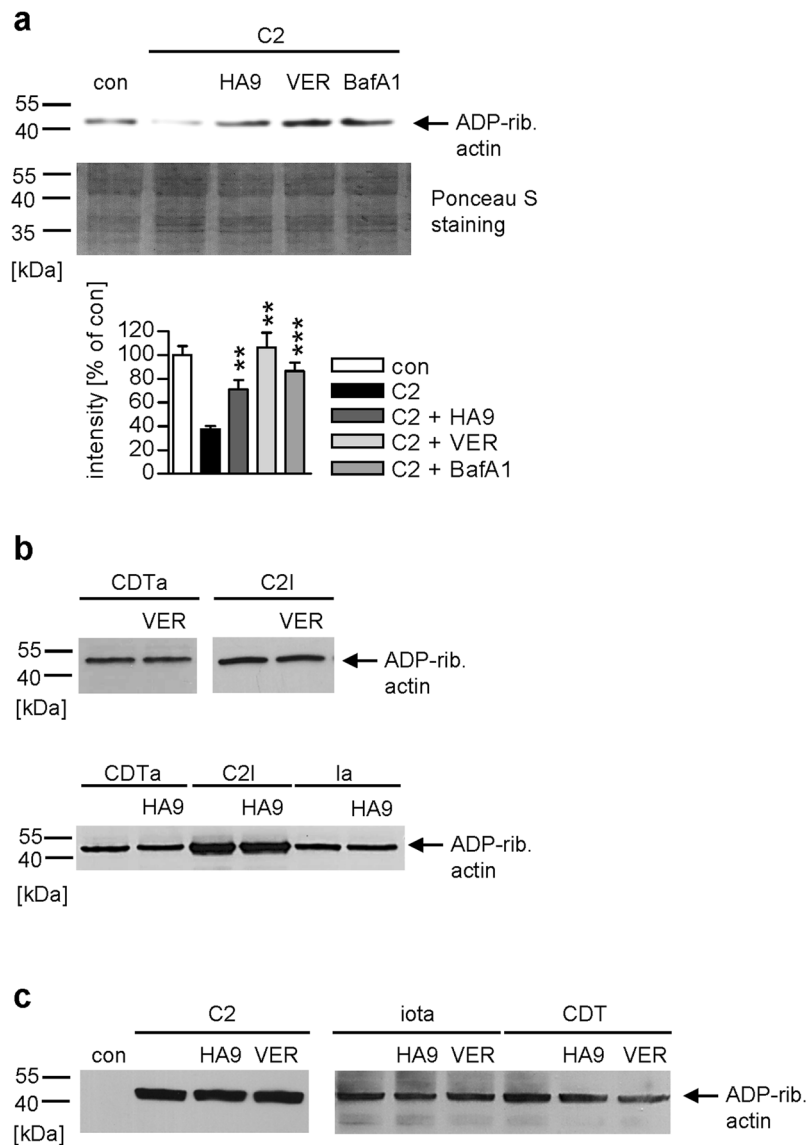 a
C2
con HA9 VER BafA1
55
40
ADP-rib.
actin
55
40
35
Ponceau S
staining
[kDa]
intensity [% of con]
120
100
80
60
40
20
0
**
**
***
con
C2
C2 + HA9
C2 + VER
C2 + BafA1
b
CDTa C2I
VER VER
55
40
ADP-rib.
actin
[kDa]
CDTa C2I Ia
HA9 HA9 HA9
55
40
ADP-rib.
actin
[kDa]
c
C2 iota CDT
con HA9 VER HA9 VER HA9 VER
55
40
ADP-rib.
actin
[kDa]